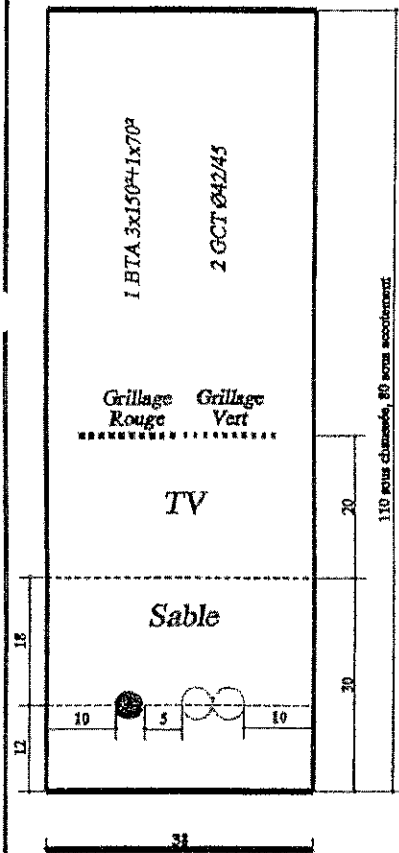 1 BTA 3x150²+1x70²
2 GCT Ø42/45
Grillage Rouge
Grillage Vert
TV
Sable
110 sous chaussée, 80 sous accotement
20
30
18
12
10
5
10
31